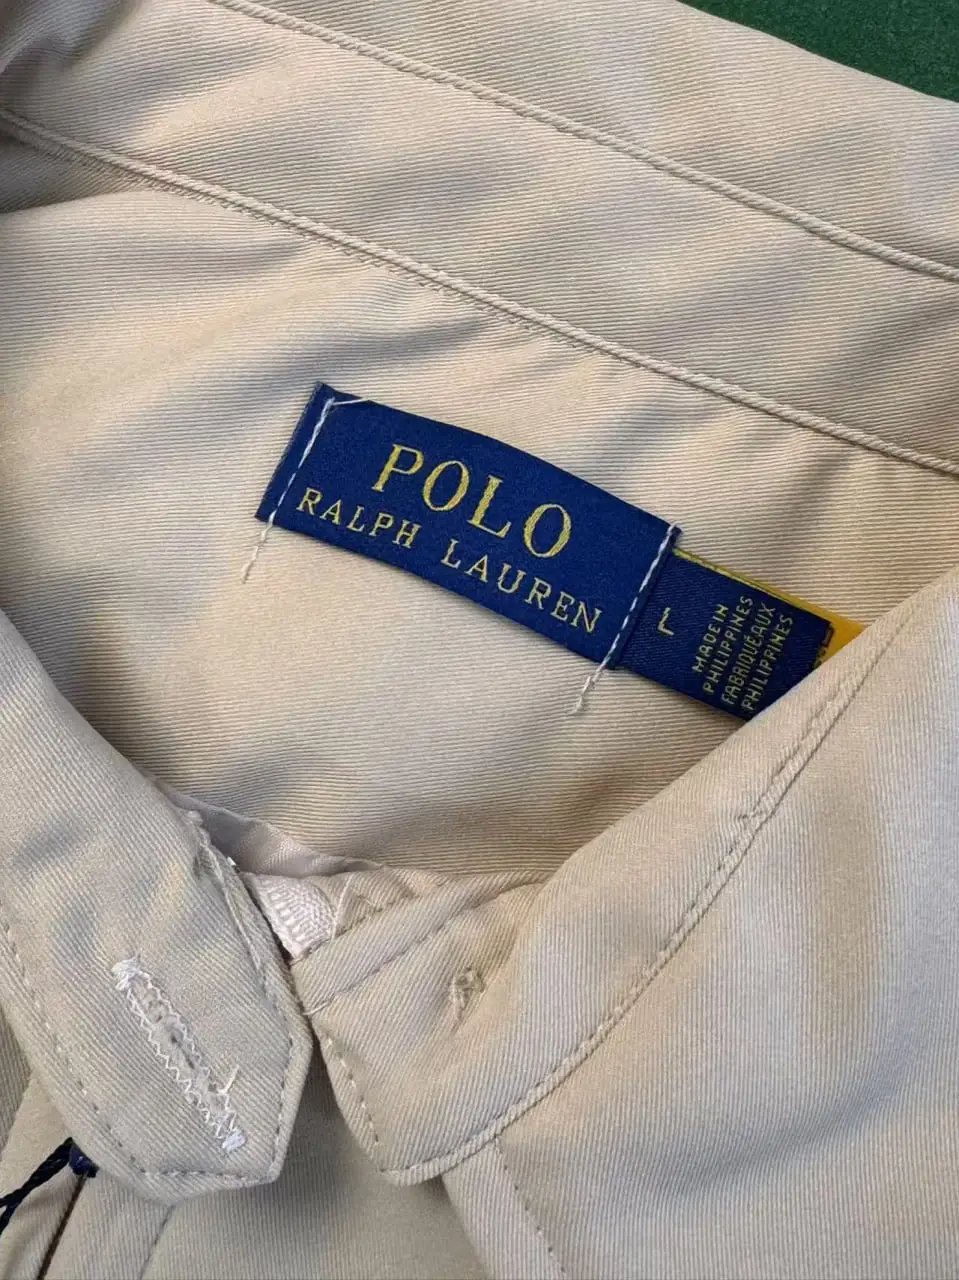 POLO
RALPH LAUREN
L
MADE IN
PHILIPPINES
FABRIQUÉ AUX
PHILIPPINES